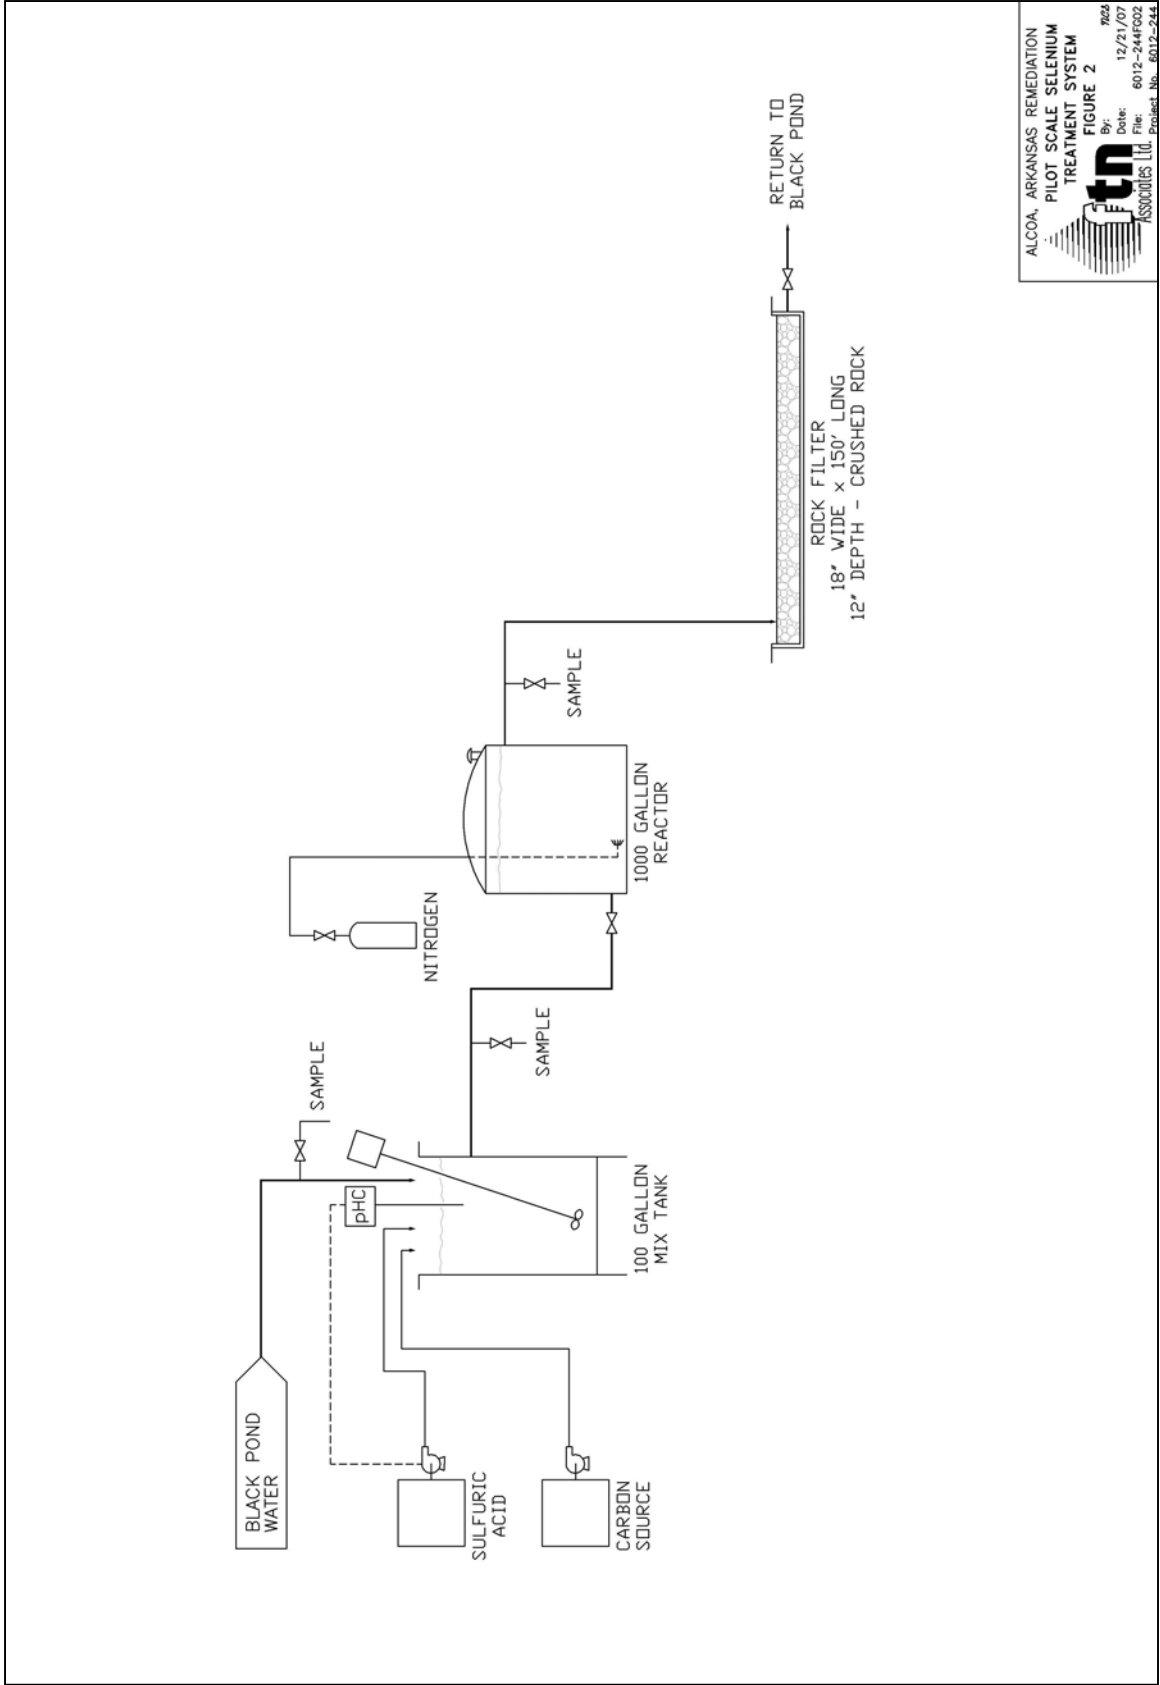 BLACK POND
WATER
SAMPLE
pHC
SULFURIC
ACID
CARBON
SOURCE
100 GALLON
MIX TANK
SAMPLE
NITROGEN
1000 GALLON
REACTOR
SAMPLE
ROCK FILTER
18" WIDE x 150' LONG
12" DEPTH - CRUSHED ROCK
RETURN TO
BLACK POND
ALCOA, ARKANSAS REMEDIATION
PILOT SCALE SELENIUM
TREATMENT SYSTEM
FIGURE 2
ftn
Associates Ltd.
By:
Date: 12/21/07
File: 6012-244FG02
Project No. 6012-244